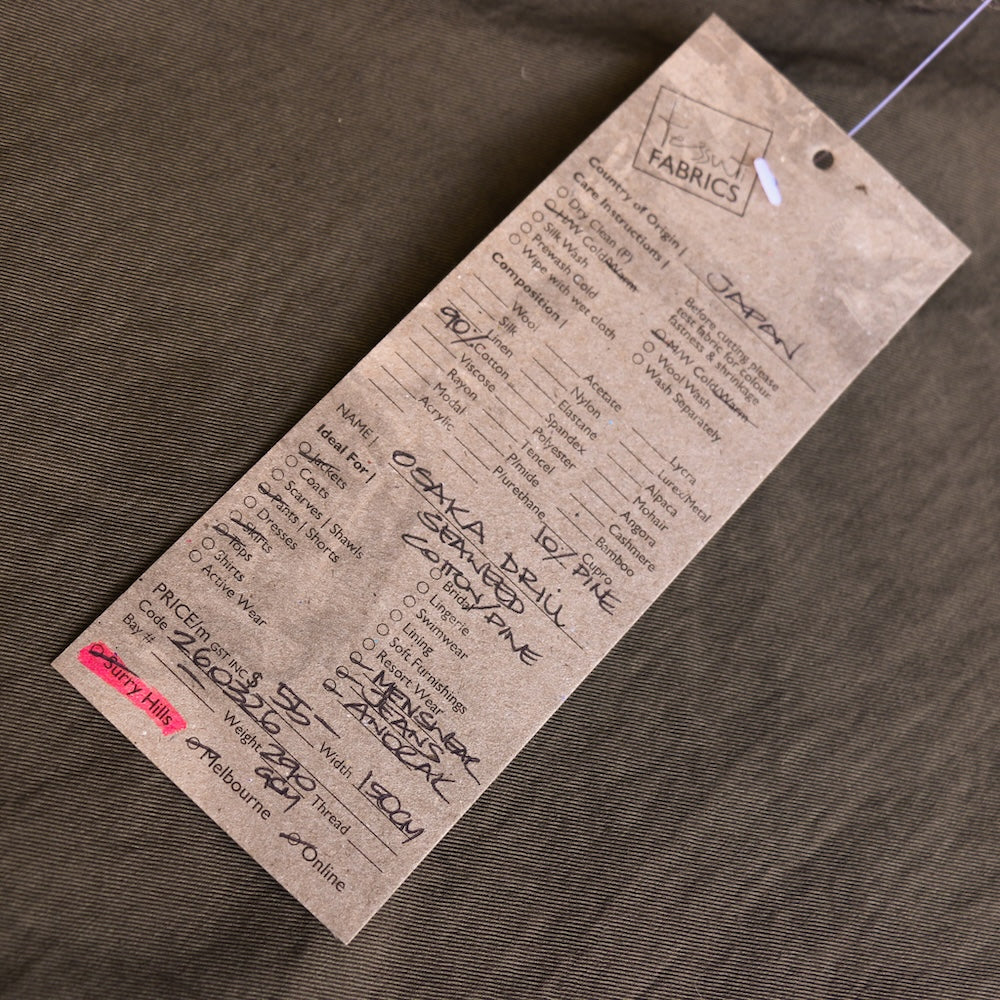 tessuti
FABRICS
Country of Origin | JAPAN
Care Instructions |
Dry Clean (P)
H/W Cold/Warm
Silk Wash
Prewash Cold
Wipe with wet cloth
Before cutting please
test fabric for colour
fastness & shrinkage
M/W Cold/Warm
Wool Wash
Wash Separately
Composition |
Wool
Silk
Linen
90% Cotton
Viscose
Rayon
Modal
Acrylic
Acetate
Nylon
Elastane
Spandex
Polyester
Tencel
P/mide
P/urethane
Lycra
Lurex/Metal
Alpaca
Mohair
Angora
Cashmere
Bamboo
Cupro
10% PINE
NAME | OSAKA DRILL
SEAWEED
COTTON/PINE
Ideal For |
Jackets
Coats
Scarves | Shawls
Pants | Shorts
Dresses
Skirts
Tops
Shirts
Active Wear
Bridal
Lingerie
Swimwear
Lining
Soft Furnishings
Resort Wear
MENSWEAR
JEANS
ANORAK
PRICE/m GST INC $ 55-
Code 260326 Width 150CM
Bay # Weight 290 GCM Thread
Surry Hills Melbourne Online